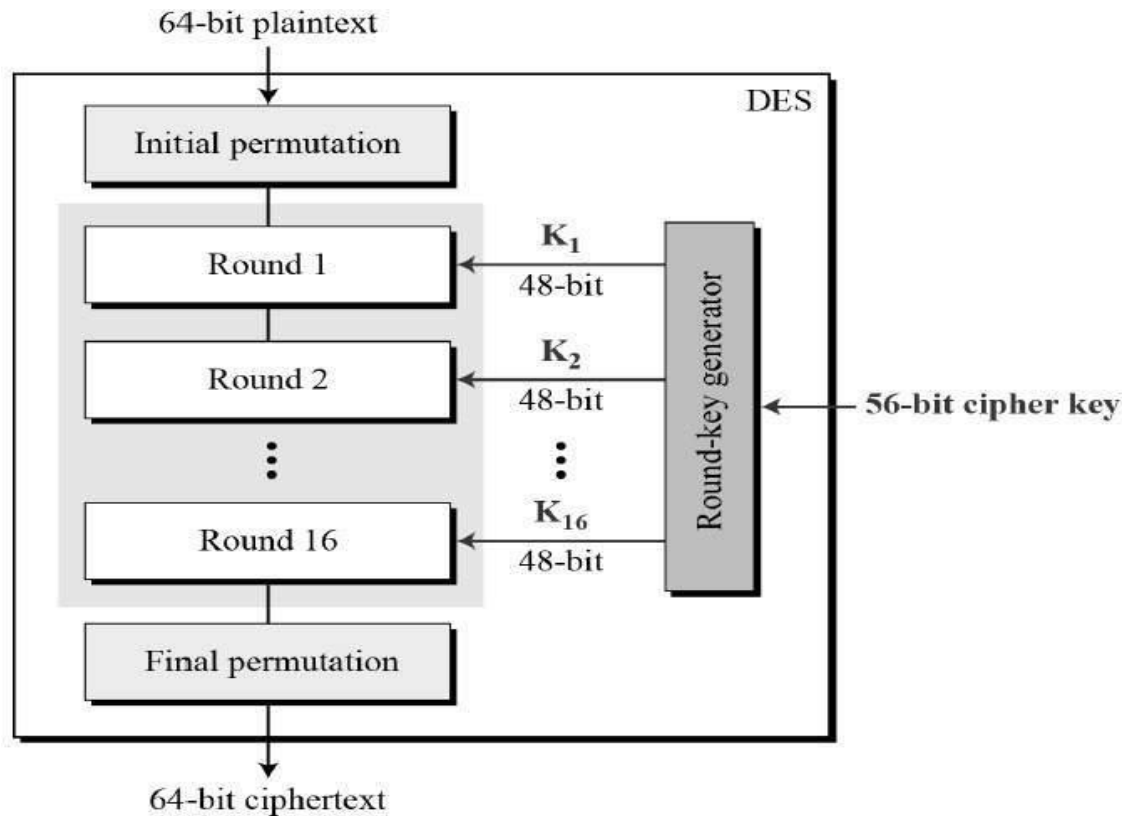 64-bit plaintext
DES
Initial permutation
Round 1
K₁
48-bit
Round 2
K₂
48-bit
Round-key generator
56-bit cipher key
Round 16
K₁₆
48-bit
Final permutation
64-bit ciphertext